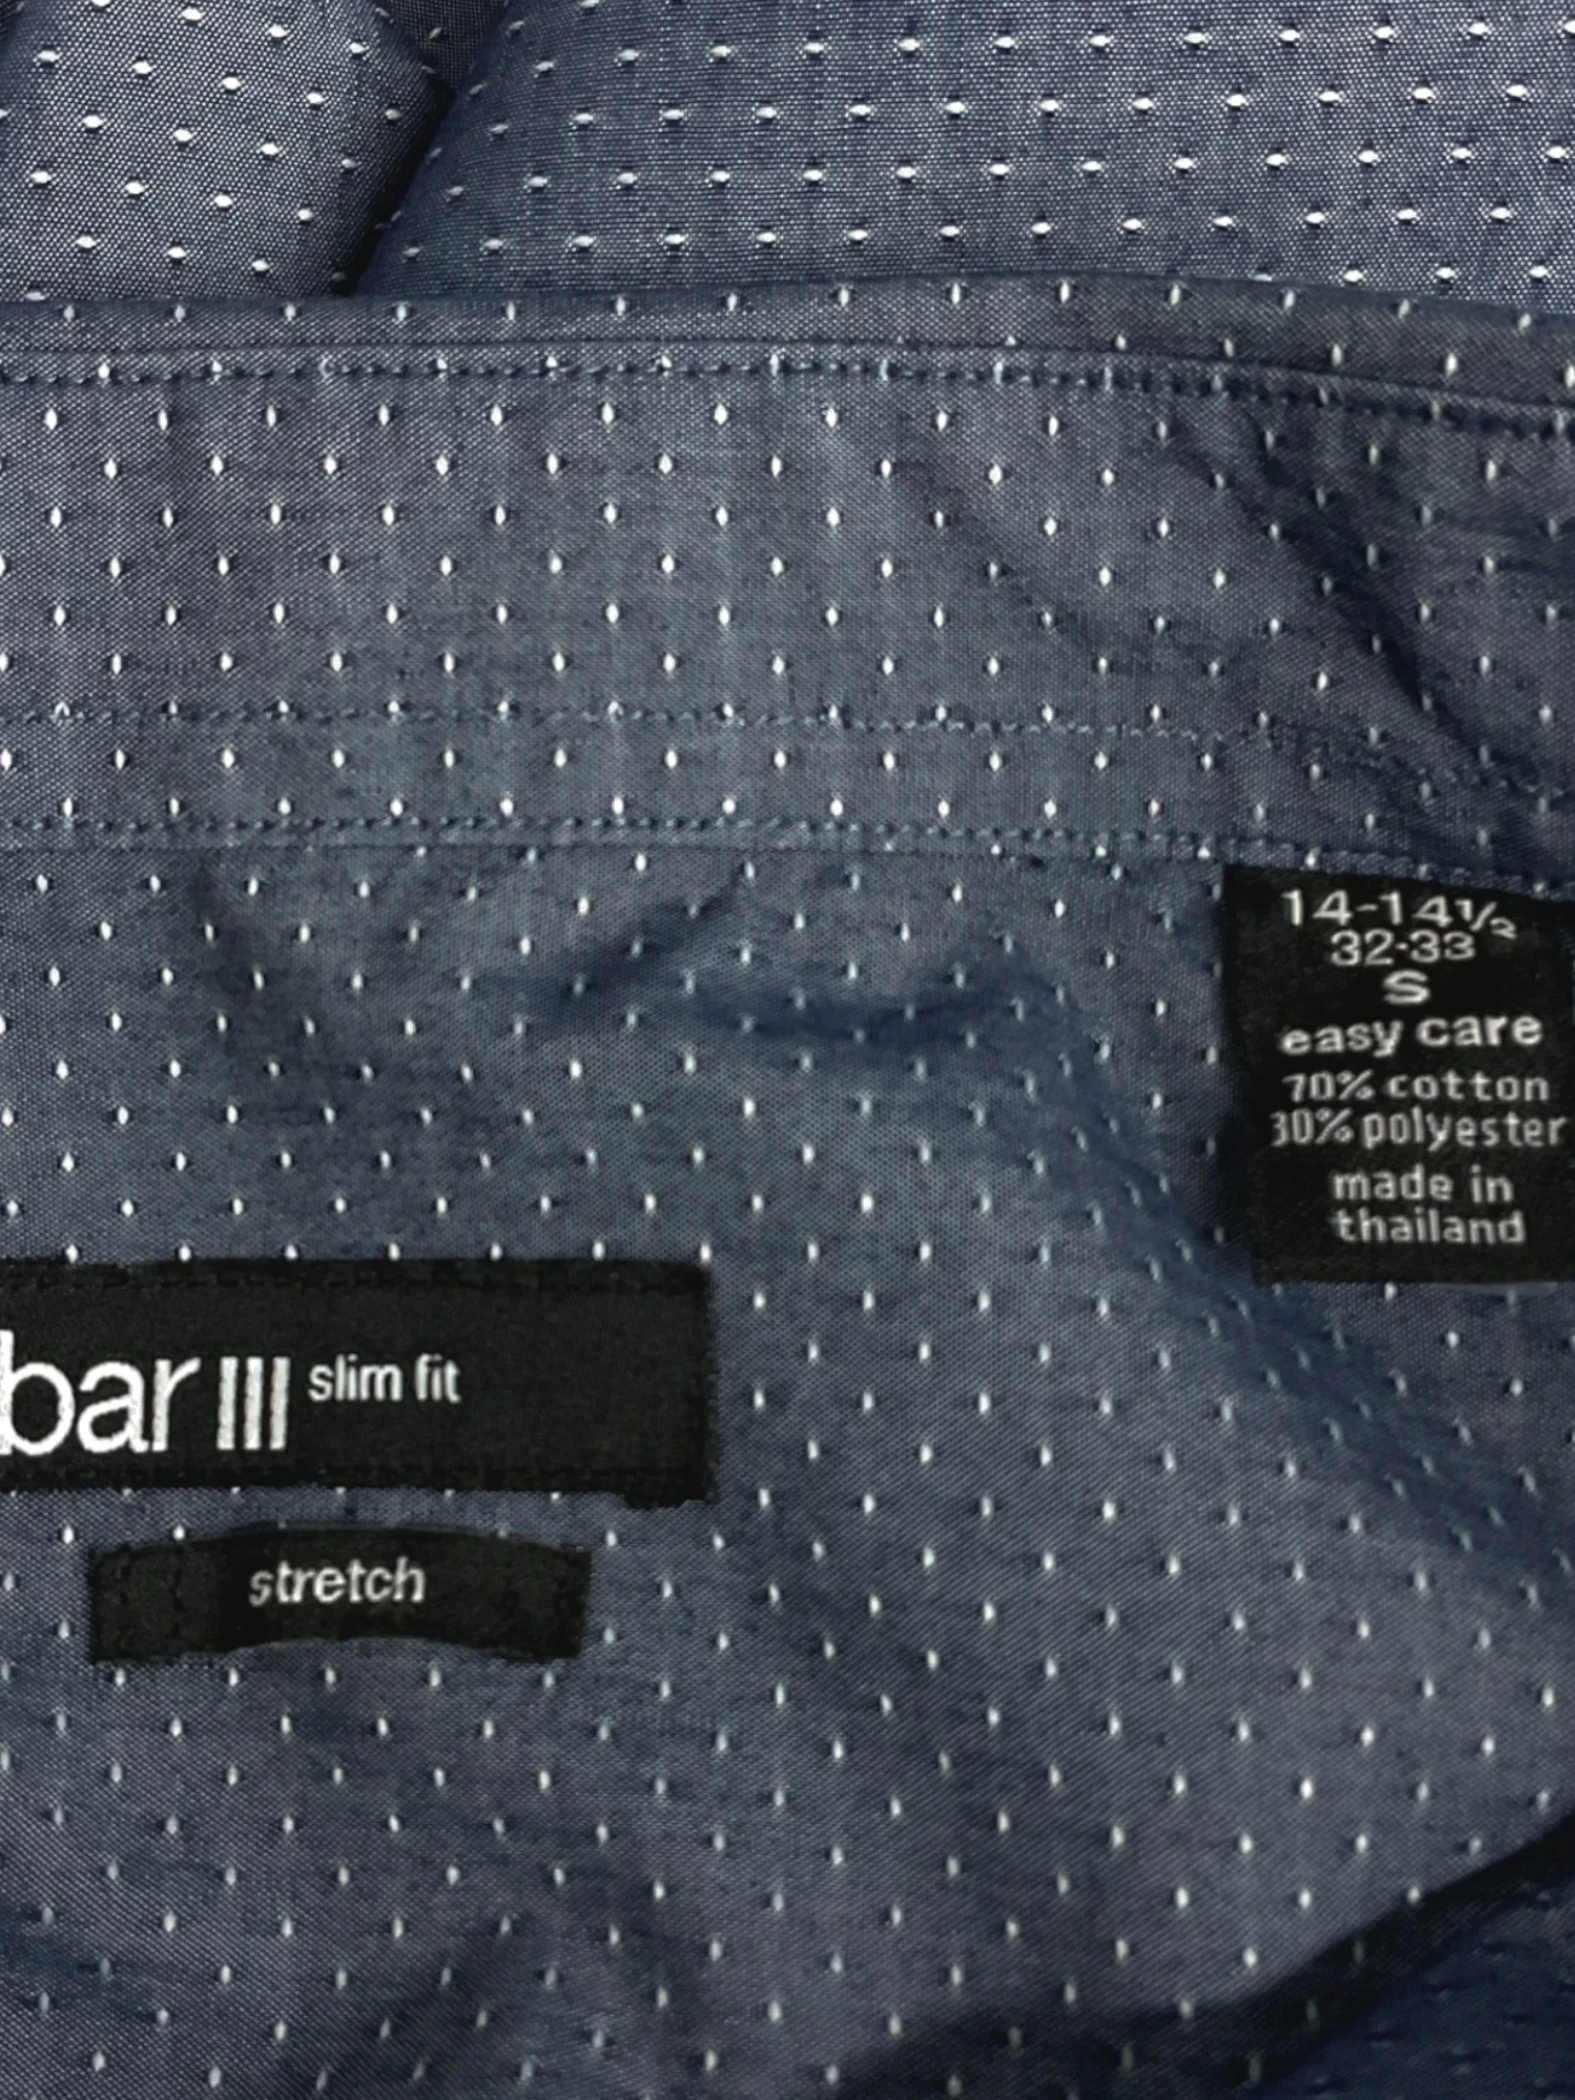 14-14½
32-33
S
easy care
70% cotton
30% polyester
made in
thailand
bar III slim fit
stretch